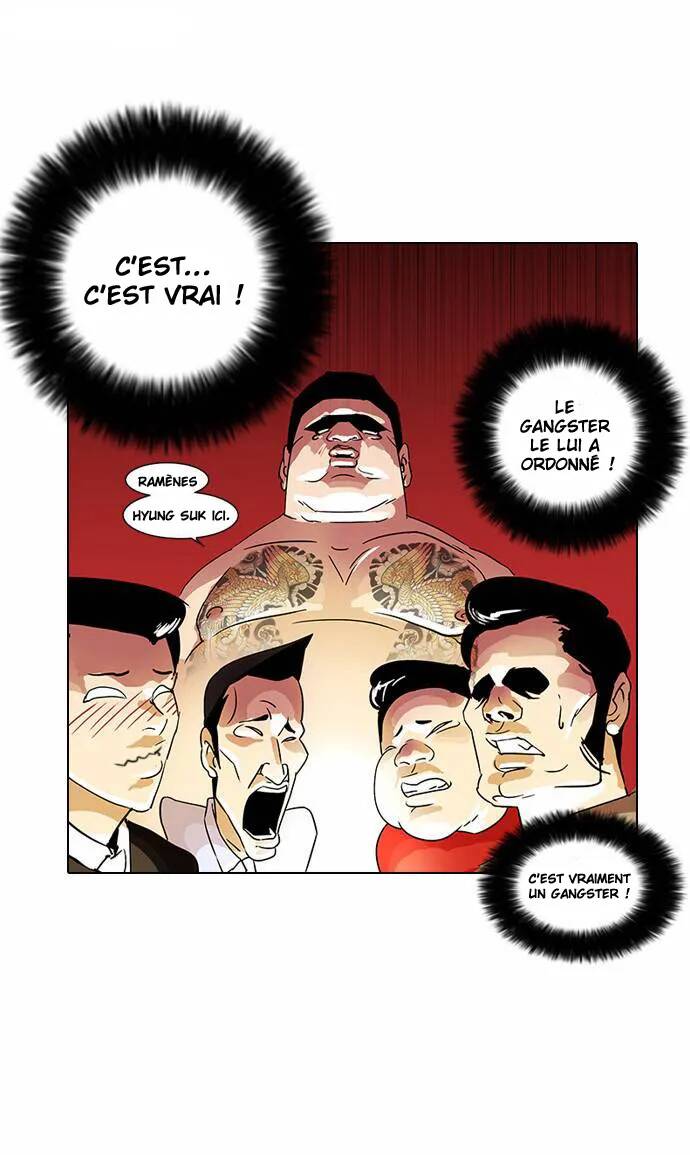 C'EST...
C'EST VRAI !
LE
GANGSTER
LE LUI A
ORDONNÉ !
RAMÈNES
HYUNG SUK ICI.
C'EST VRAIMENT
UN GANGSTER !